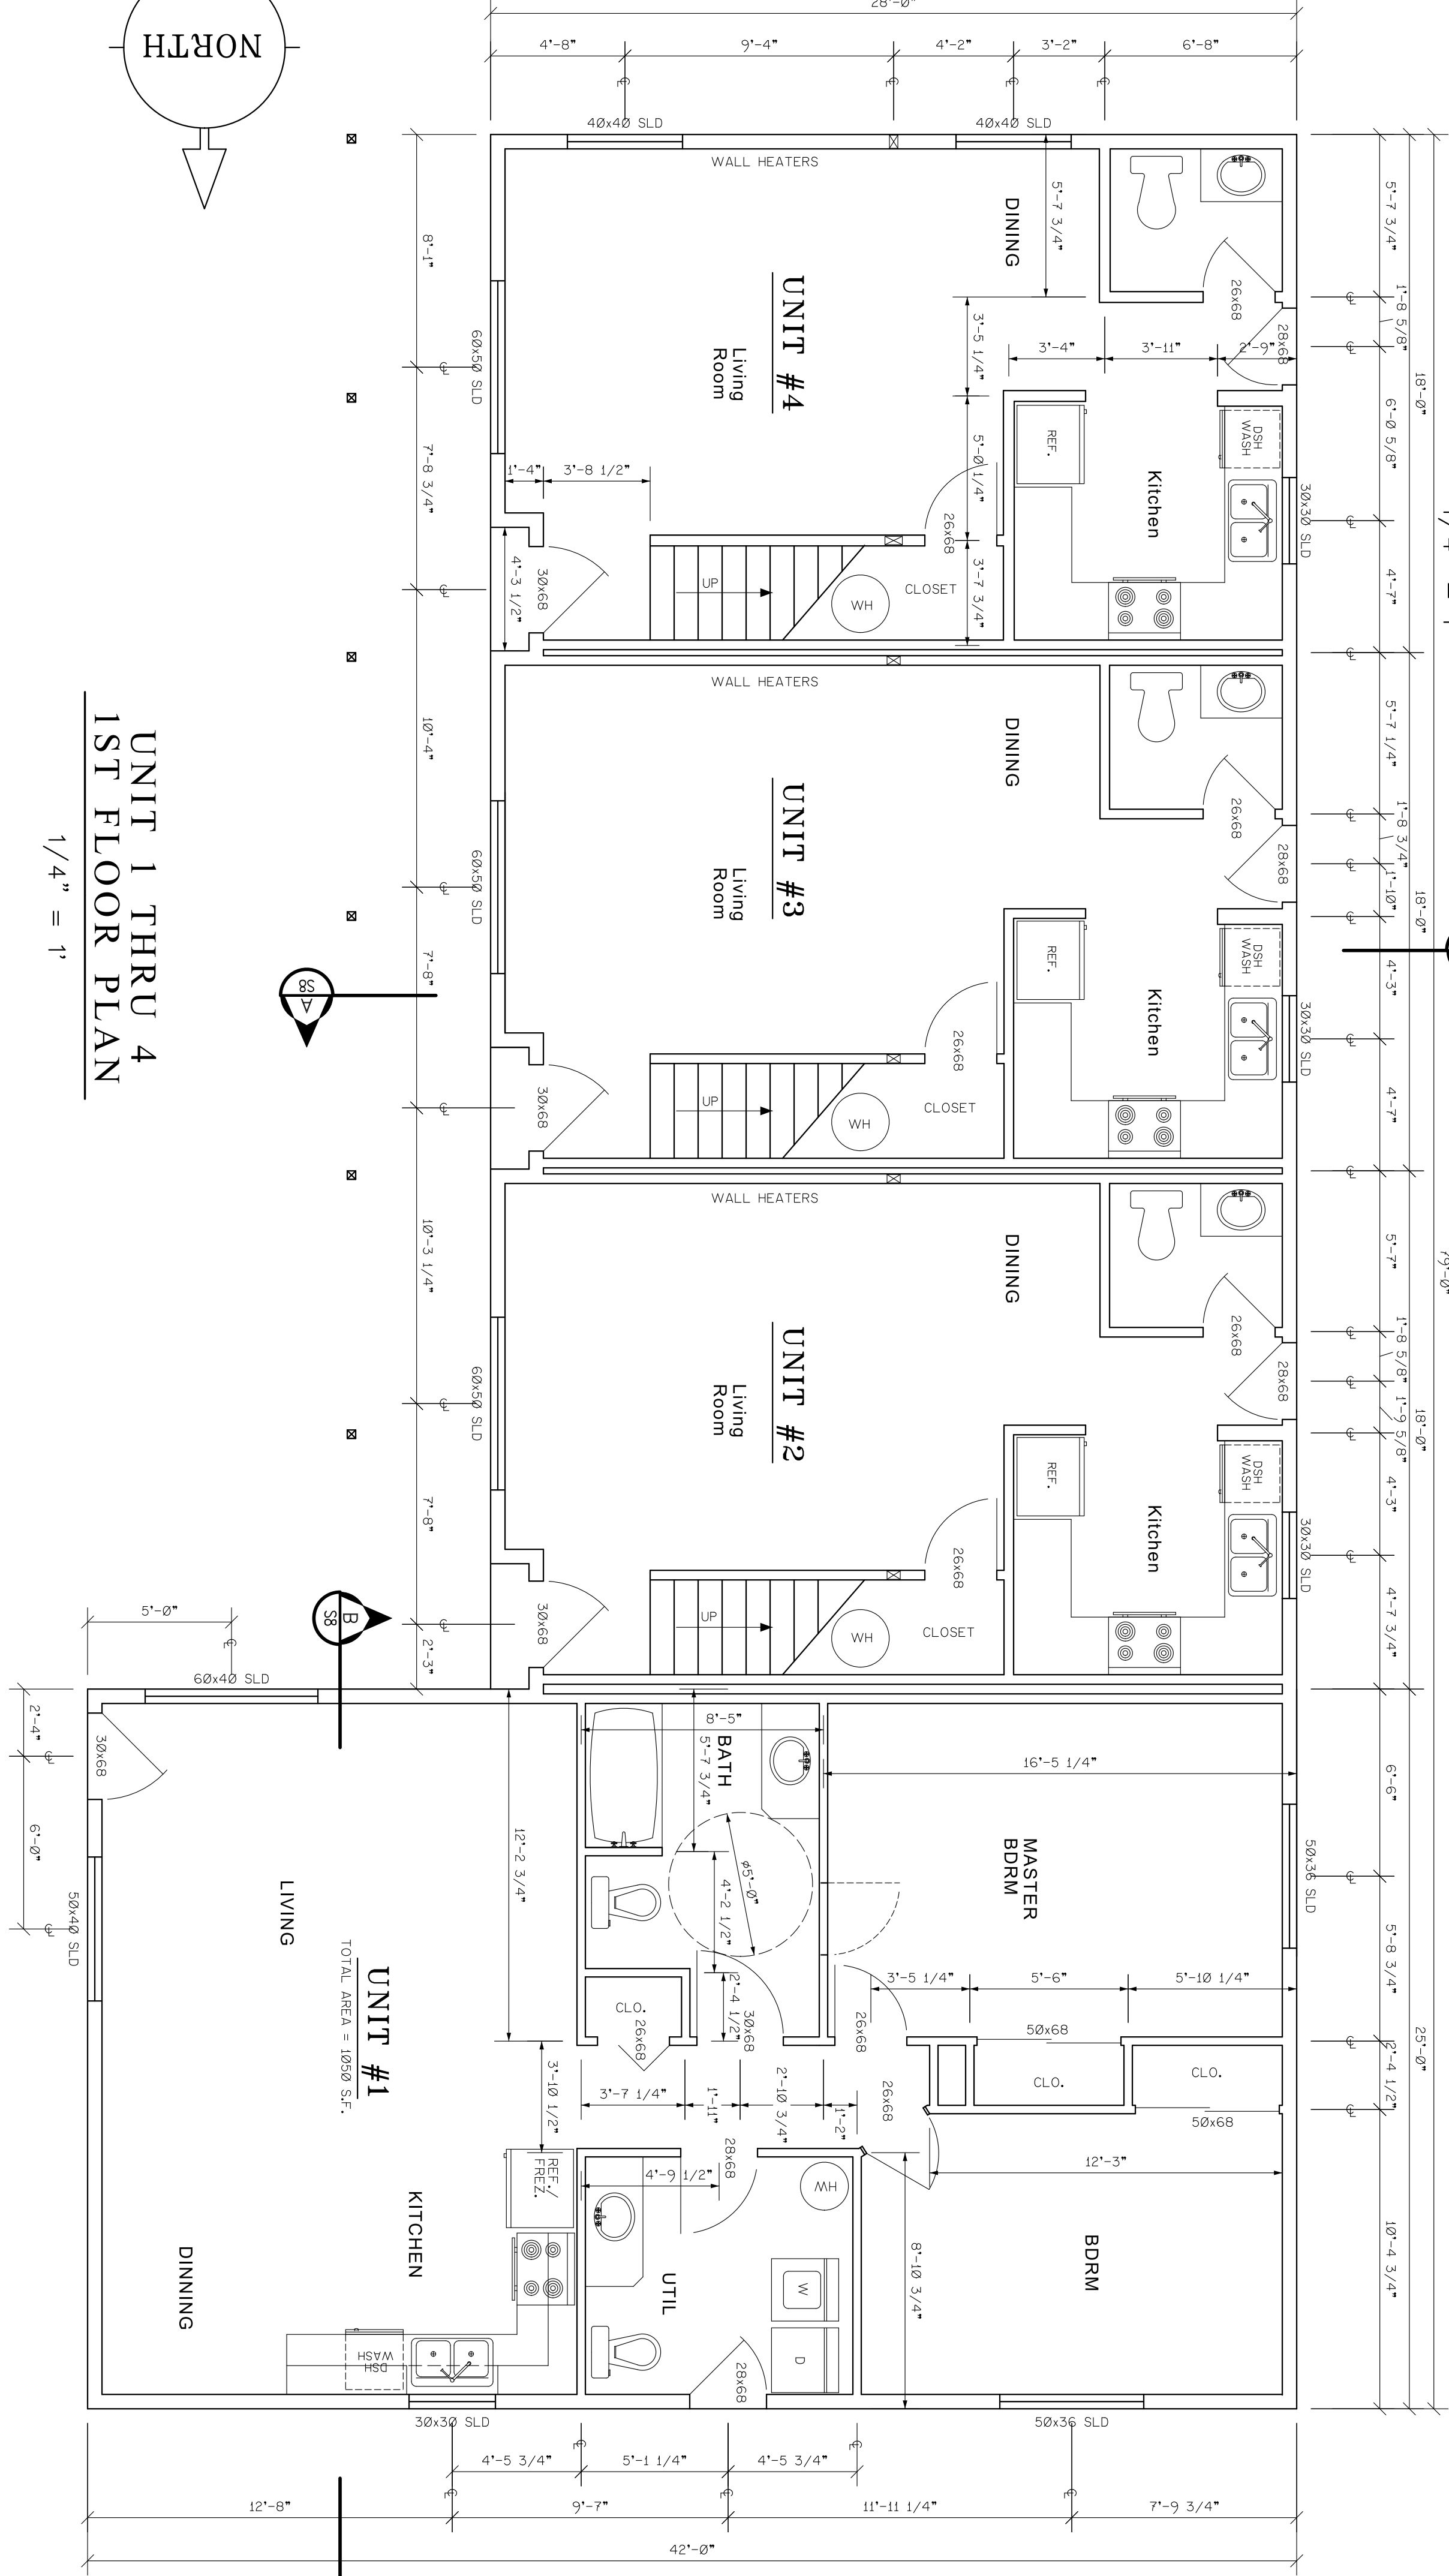 NORTH
28'-0"
4'-8"
9'-4"
4'-2"
3'-2"
6'-8"
40x40 SLD
40x40 SLD
WALL HEATERS
DINING
5'-7 3/4"
26x68
28x68
5'-7 3/4"
1'-8 5/8"
18'-0"
8'-1"
UNIT #4
Living
Room
60x50 SLD
3'-5 1/4"
3'-4"
3'-11"
2'-9"
REF.
DSH
WASH
6'-0 5/8"
7'-8 3/4"
1'-4"
3'-8 1/2"
5'-0 1/4"
26x68
Kitchen
30x30 SLD
4'-3 1/2"
30x68
UP
WH
CLOSET
3'-7 3/4"
4'-7"
WALL HEATERS
DINING
10'-4"
5'-7 1/4"
26x68
28x68
1'-8 3/4"
1'-10"
18'-0"
UNIT #3
Living
Room
60x50 SLD
REF.
DSH
WASH
7'-8"
4'-3"
Kitchen
30x30 SLD
26x68
30x68
UP
WH
CLOSET
4'-7"
UNIT 1 THRU 4
1ST FLOOR PLAN
1/4" = 1'
A
S8
79'-0"
WALL HEATERS
DINING
10'-3 1/4"
5'-7"
26x68
28x68
1'-8 5/8"
1'-9 5/8"
18'-0"
UNIT #2
Living
Room
60x50 SLD
REF.
DSH
WASH
7'-8"
4'-3"
Kitchen
30x30 SLD
26x68
30x68
UP
WH
CLOSET
4'-7 3/4"
B
S8
2'-3"
5'-0"
60x40 SLD
2'-4"
30x68
6'-0"
50x40 SLD
8'-5"
BATH
5'-7 3/4"
16'-5 1/4"
6'-6"
12'-2 3/4"
ø5'-0"
4'-2 1/2"
MASTER
BDRM
50x36 SLD
LIVING
5'-8 3/4"
UNIT #1
TOTAL AREA = 1050 S.F.
2'-4 1/2"
3'-5 1/4"
5'-6"
5'-10 1/4"
CLO.
26x68
30x68
26x68
50x68
25'-0"
2'-4 1/2"
3'-10 1/2"
3'-7 1/4"
1'-11"
2'-10 3/4"
1'-2"
26x68
CLO.
CLO.
50x68
28x68
REF./
FREZ.
4'-9 1/2"
HW
12'-3"
KITCHEN
DINNING
UTIL
W
D
8'-10 3/4"
BDRM
10'-4 3/4"
DSH
WASH
28x68
30x30 SLD
50x36 SLD
4'-5 3/4"
5'-1 1/4"
4'-5 3/4"
12'-8"
9'-7"
11'-11 1/4"
7'-9 3/4"
42'-0"